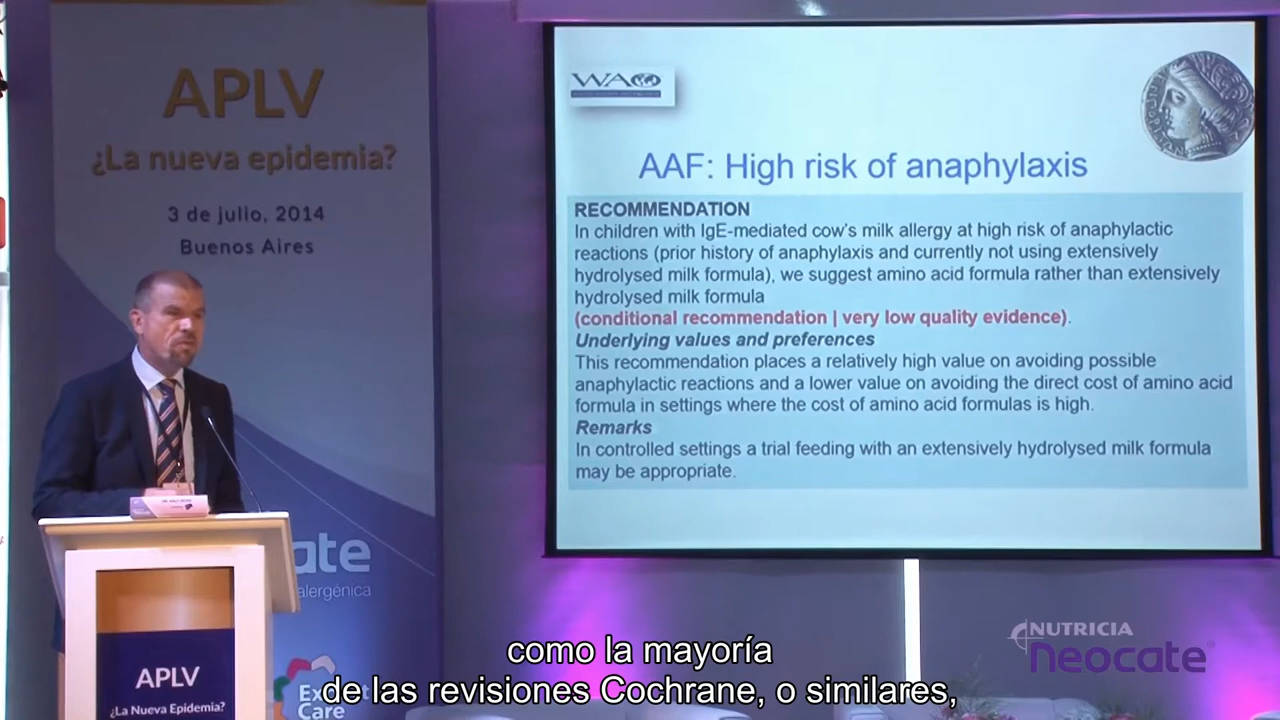 APLV
¿La nueva epidemia?
3 de julio, 2014
Buenos Aires
WAO
AAF: High risk of anaphylaxis
RECOMMENDATION
In children with IgE-mediated cow's milk allergy at high risk of anaphylactic
reactions (prior history of anaphylaxis and currently not using extensively
hydrolysed milk formula), we suggest amino acid formula rather than extensively
hydrolysed milk formula
(conditional recommendation | very low quality evidence).
Underlying values and preferences
This recommendation places a relatively high value on avoiding possible
anaphylactic reactions and a lower value on avoiding the direct cost of amino acid
formula in settings where the cost of amino acid formulas is high.
Remarks
In controlled settings a trial feeding with an extensively hydrolysed milk formula
may be appropriate.
cate
alergénica
APLV
¿La Nueva Epidemia?
Care
NUTRICIA
Neocate
como la mayoría
de las revisiones Cochrane, o similares,